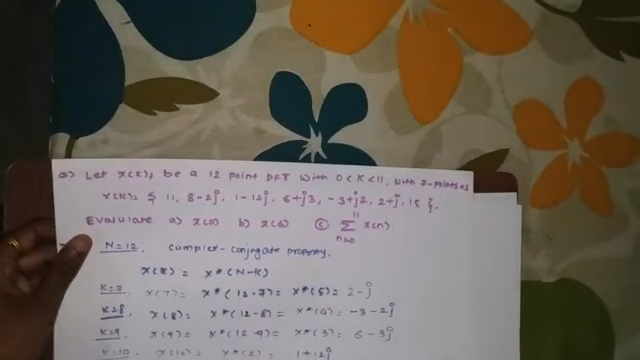 Q) Let x(k), be a 12 point DFT with 0<K<11, with 7-points as
x(k)= { 11, 8-2j, 1-12j, 6+j3, -3+j2, 2+j, 15 },
Evaluate a) x(0) b) x(6) c) 11 Σ n=0 x(n)
N=12, complex-conjugate property.
x(k) = x*(N-k)
K=7 x(7) = x*(12-7) = x*(5) = 2-j
K=8 x(8) = x*(12-8) = x*(4) = -3-2j
K=9 x(9) = x*(12-9) = x*(3) = 6-3j
K=10 x(10) = x*(2) = 1+12j